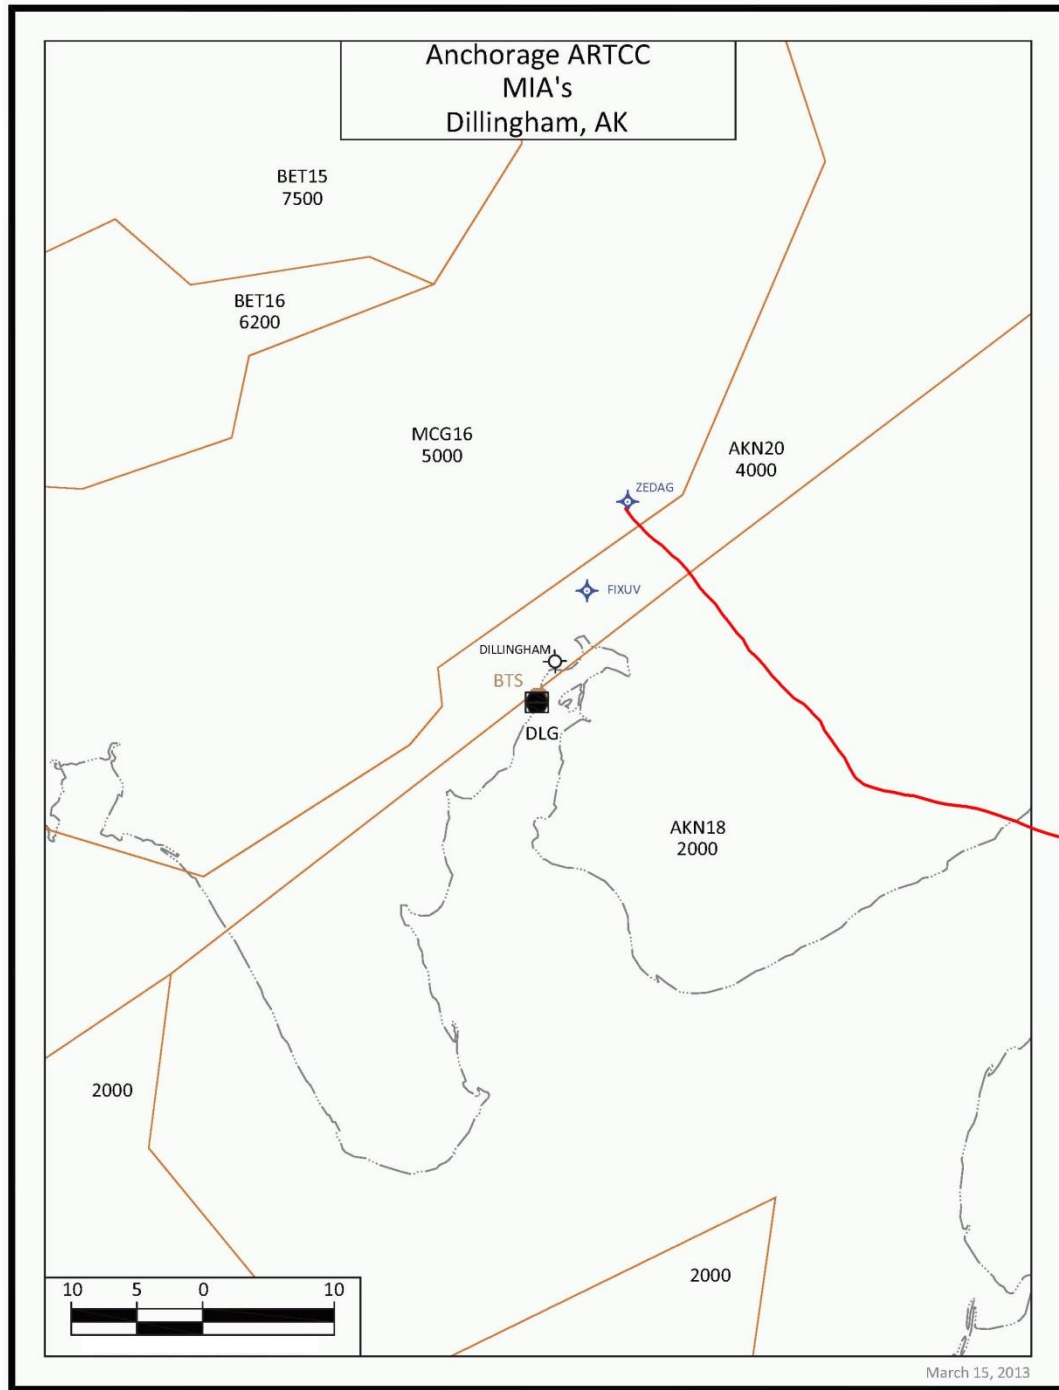 Anchorage ARTCC
MIA's
Dillingham, AK
BET15
7500
BET16
6200
MCG16
5000
AKN20
4000
ZEDAG
FIXUV
DILLINGHAM
BTS
DLG
AKN18
2000
2000
2000
10 5 0 10
March 15, 2013